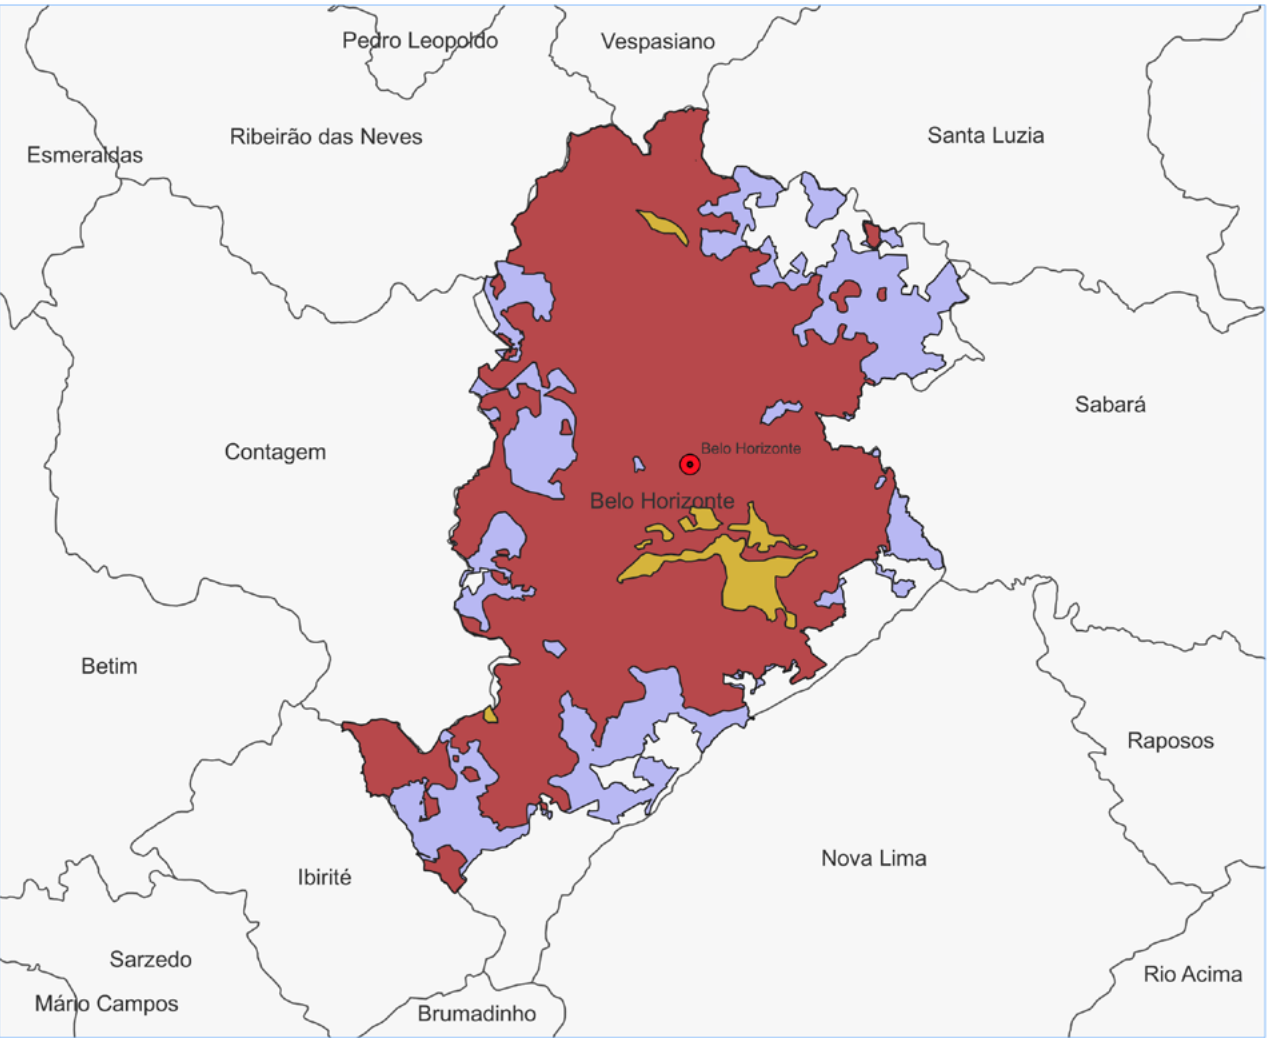 Pedro Leopoldo
Vespasiano
Ribeirão das Neves
Santa Luzia
Esmeraldas
Sabará
Contagem
Belo Horizonte
Belo Horizonte
Betim
Raposos
Nova Lima
Ibirité
Sarzedo
Rio Acima
Mário Campos
Brumadinho